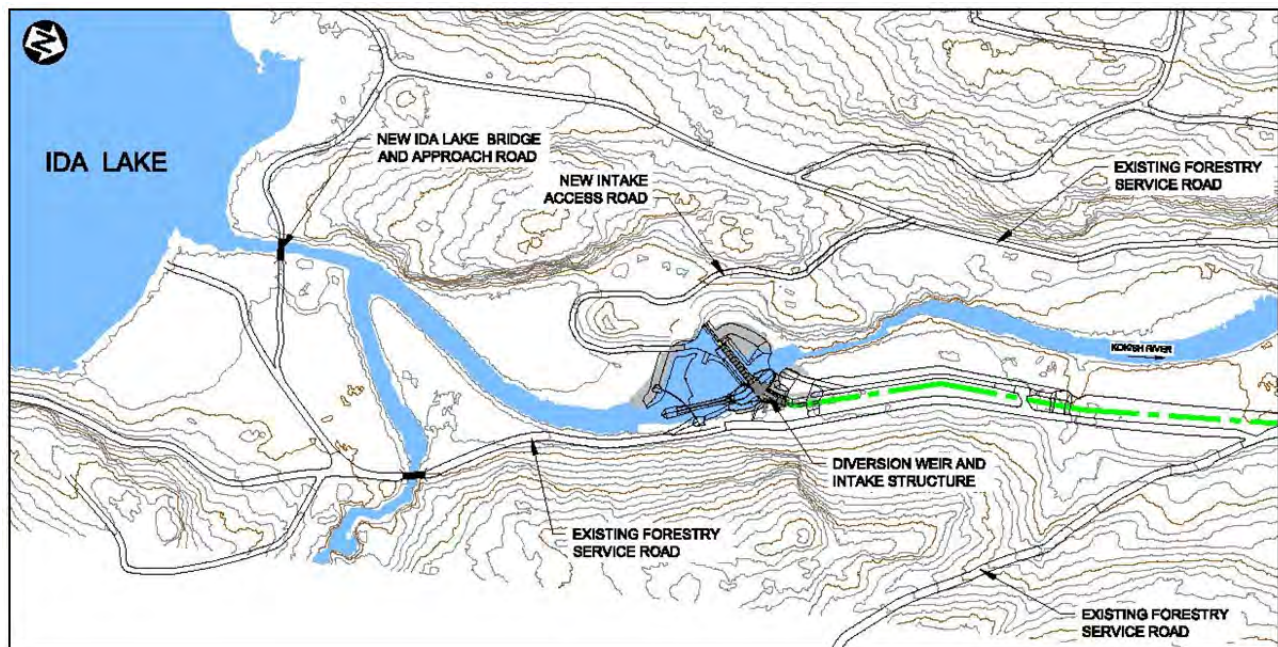 N
IDA LAKE
NEW IDA LAKE BRIDGE
AND APPROACH ROAD
NEW INTAKE
ACCESS ROAD
EXISTING FORESTRY
SERVICE ROAD
KOKISH RIVER
DIVERSION WEIR AND
INTAKE STRUCTURE
EXISTING FORESTRY
SERVICE ROAD
EXISTING FORESTRY
SERVICE ROAD